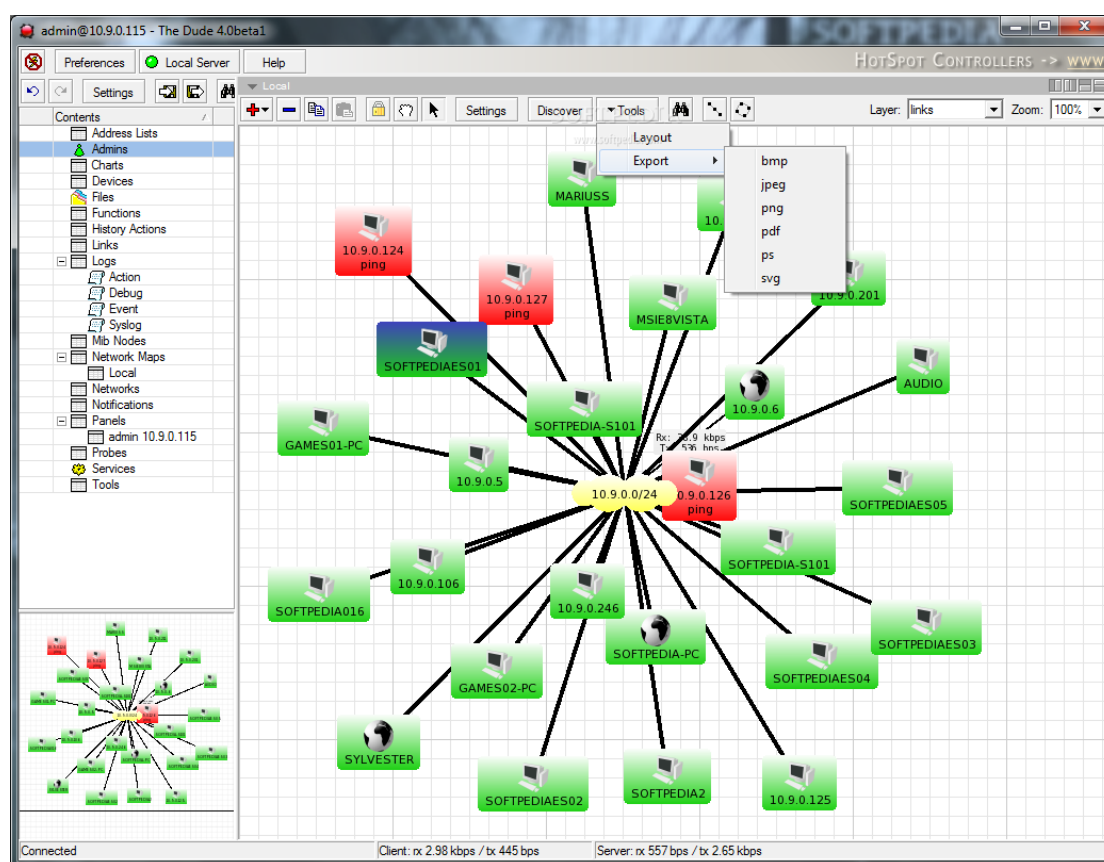 admin@10.9.0.115 - The Dude 4.0beta1
SOFTPEDIA
Preferences Local Server Help HOTSPOT CONTROLLERS -> www
Settings
Local
Settings Discover Tools Layer: links Zoom: 100%
Contents
Address Lists
Admins
Charts
Devices
Files
Functions
History Actions
Links
Logs
Action
Debug
Event
Syslog
Mib Nodes
Network Maps
Local
Networks
Notifications
Panels
admin 10.9.0.115
Probes
Services
Tools
Layout
Export
bmp
jpeg
png
pdf
ps
svg
MARIUSS
10.
10.9.0.124
ping
10.9.0.127
ping
10.9.0.201
MSIE8VISTA
SOFTPEDIAES01
AUDIO
10.9.0.6
SOFTPEDIA-S101
GAMES01-PC
Rx: kbps
10.9.0.5
10.9.0.0/24
0.9.0.126
ping
SOFTPEDIAES05
SOFTPEDIA-S101
10.9.0.106
SOFTPEDIA016
10.9.0.246
SOFTPEDIA-PC
SOFTPEDIAES03
SOFTPEDIAES04
GAMES02-PC
SYLVESTER
SOFTPEDIAES02
SOFTPEDIA2
10.9.0.125
Connected Client: rx 2.98 kbps / tx 445 bps Server: rx 557 bps / tx 2.65 kbps